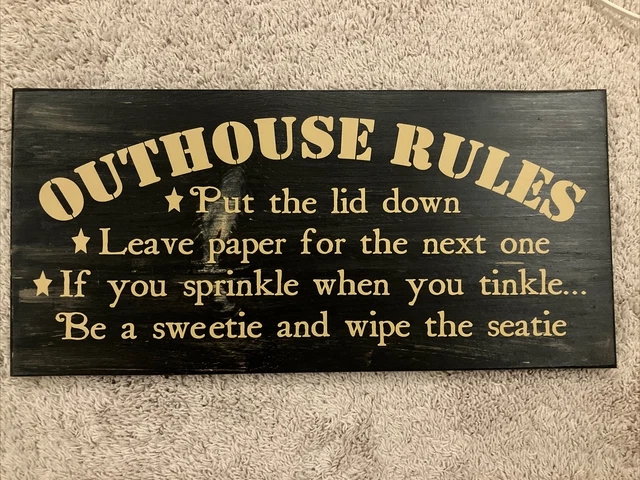 OUTHOUSE RULES
★Put the lid down
★Leave paper for the next one
★If you sprinkle when you tinkle...
Be a sweetie and wipe the seatie